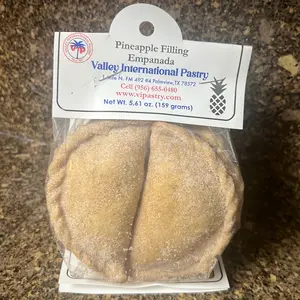 Pineapple Filling
Empanada
Valley International Pastry
N. FM 492 #4 Palmview, TX 78572
Cell (956) 655-0480
www.vipastry.com
Net Wt. 5.61 oz. (159 grams)